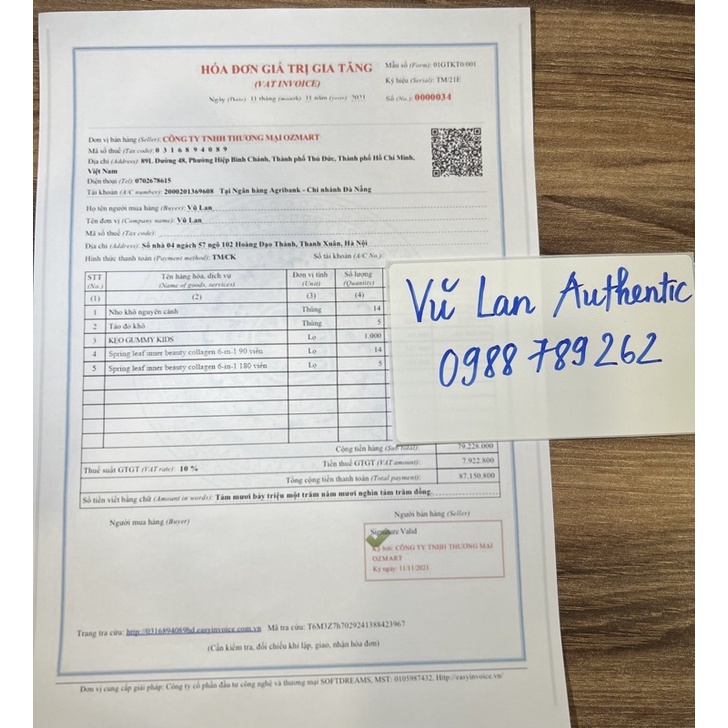 HÓA ĐƠN GIÁ TRỊ GIA TĂNG
(VAT INVOICE)
Ngày (Date) 11 tháng (month) 11 năm (year) 2021
Mẫu số (Form): 01GTKT0/001
Ký hiệu (Serial): TM/21E
Số (No.): 0000034
Đơn vị bán hàng (Seller): CÔNG TY TNHH THƯƠNG MẠI OZMART
Mã số thuế (Tax code): 0 3 1 6 8 9 4 0 8 9
Địa chỉ (Address): 89L Đường 48, Phường Hiệp Bình Chánh, Thành phố Thủ Đức, Thành phố Hồ Chí Minh,
Việt Nam
Điện thoại (Tel): 0702678615
Tài khoản (A/C number): 2000201369608 Tại Ngân hàng Agribank - Chi nhánh Đà Nẵng
Họ tên người mua hàng (Buyer): Vũ Lan
Tên đơn vị (Company name): Vũ Lan
Mã số thuế (Tax code):
Địa chỉ (Address): Số nhà 04 ngách 57 ngõ 102 Hoàng Đạo Thành, Thanh Xuân, Hà Nội
Hình thức thanh toán (Payment method): TM/CK Số tài khoản (A/C No.)
STT (No.) Tên hàng hóa, dịch vụ (Name of goods, services) Đơn vị tính (Unit) Số lượng (Quantity)
(1) (2) (3) (4)
1 Nho khô nguyên cành Thùng 14
2 Táo đỏ khô Thùng 5
3 KẸO GUMMY KIDS Lọ 1.000
4 Spring leaf inner beauty collagen 6-in-1 90 viên Lọ 14
5 Spring leaf inner beauty collagen 6-in-1 180 viên Lọ 5
Vũ Lan Authentic
0988 789 262
Cộng tiền hàng (Sub total): 79.228.000
Thuế suất GTGT (VAT rate): 10 % Tiền thuế GTGT (VAT amount): 7.922.800
Tổng cộng tiền thanh toán (Total payment): 87.150.800
Số tiền viết bằng chữ (Amount in words): Tám mươi bảy triệu một trăm năm mươi nghìn tám trăm đồng.
Người mua hàng (Buyer) Người bán hàng (Seller)
Signature Valid
Ký bởi: CÔNG TY TNHH THƯƠNG MẠI
OZMART
Ký ngày: 11/11/2021
Trang tra cứu: http://0316894089hd.easyinvoice.com.vn Mã tra cứu: T6M3Z7h7029241388423967
(Cần kiểm tra, đối chiếu khi lập, giao, nhận hóa đơn)
Đơn vị cung cấp giải pháp: Công ty cổ phần đầu tư công nghệ và thương mại SOFTDREAMS, MST: 0105987432, Http://easyinvoice.vn/